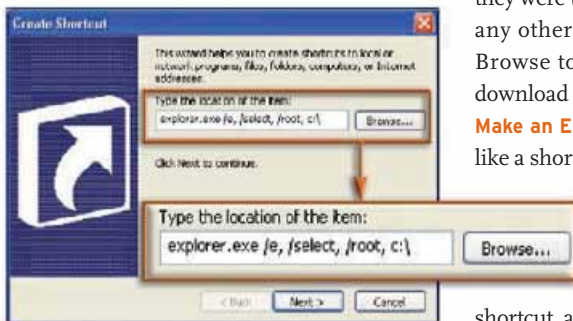 Create Shortcut
This wizard helps you to create shortcuts to local or
network programs, files, folders, computers, or Internet
addresses.
Type the location of the item:
explorer.exe /e, /select, /root, c:\
Browse...
Click Next to continue.
Type the location of the item:
explorer.exe /e, /select, /root, c:\
Browse...
< Back
Next >
Cancel
they were
any other
Browse to
download
Make an E
like a shor
shortcut a